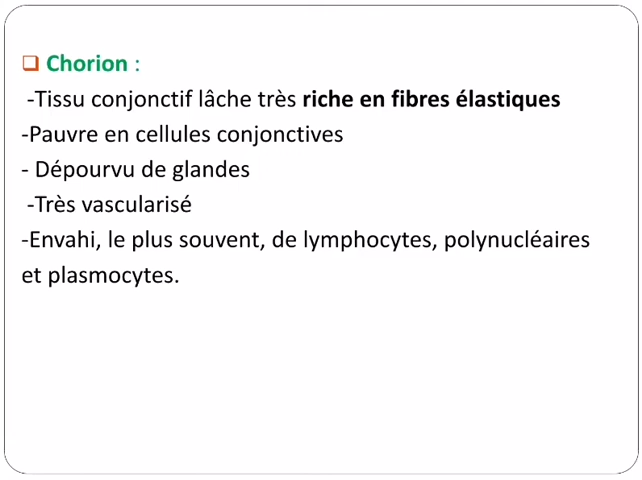 Chorion :
-Tissu conjonctif lâche très riche en fibres élastiques
-Pauvre en cellules conjonctives
- Dépourvu de glandes
-Très vascularisé
-Envahi, le plus souvent, de lymphocytes, polynucléaires
et plasmocytes.